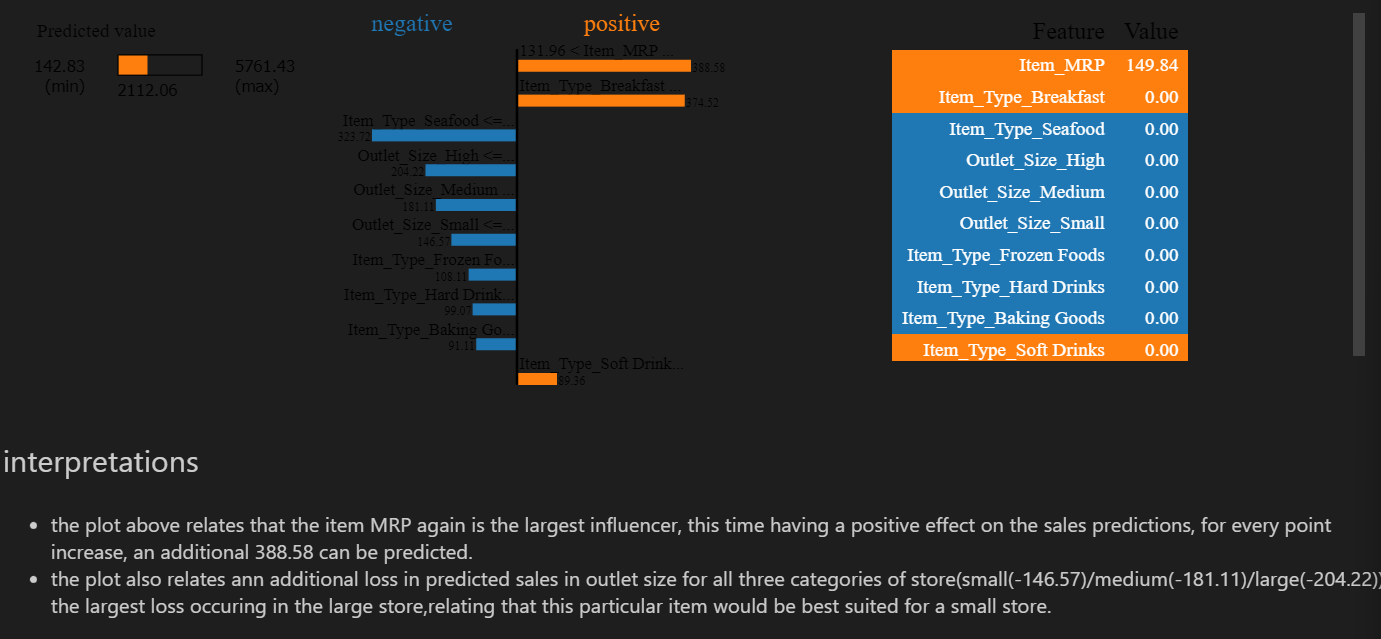 negative positive
Predicted value
142.83 (min)
2112.06
5761.43 (max)
131.96 < Item_MRP ...
388.58
Item_Type_Breakfast ...
374.52
Item_Type_Seafood <=...
323.72
Outlet_Size_High <=...
204.22
Outlet_Size_Medium ...
181.11
Outlet_Size_Small <=...
146.57
Item_Type_Frozen Fo...
108.11
Item_Type_Hard Drink...
99.07
Item_Type_Baking Go...
91.11
Item_Type_Soft Drink...
89.36
Feature Value
Item_MRP 149.84
Item_Type_Breakfast 0.00
Item_Type_Seafood 0.00
Outlet_Size_High 0.00
Outlet_Size_Medium 0.00
Outlet_Size_Small 0.00
Item_Type_Frozen Foods 0.00
Item_Type_Hard Drinks 0.00
Item_Type_Baking Goods 0.00
Item_Type_Soft Drinks 0.00
interpretations
• the plot above relates that the item MRP again is the largest influencer, this time having a positive effect on the sales predictions, for every point
increase, an additional 388.58 can be predicted.
• the plot also relates ann additional loss in predicted sales in outlet size for all three categories of store(small(-146.57)/medium(-181.11)/large(-204.22))
the largest loss occuring in the large store,relating that this particular item would be best suited for a small store.